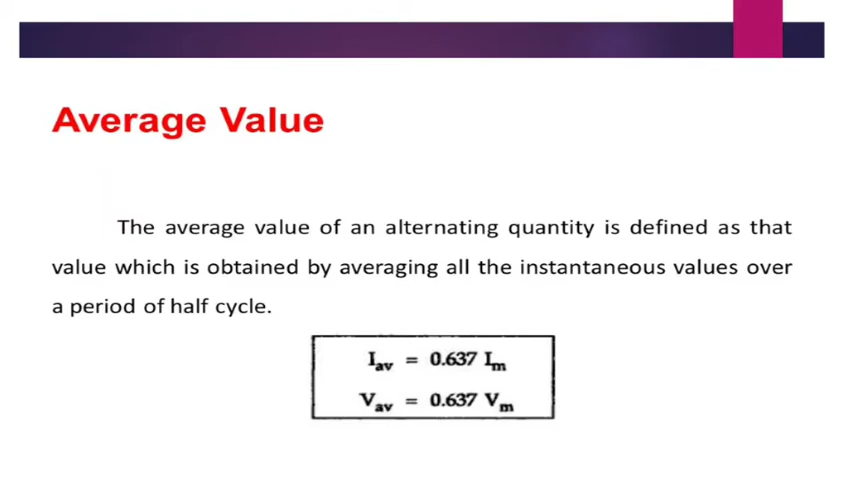 Average Value
The average value of an alternating quantity is defined as that
value which is obtained by averaging all the instantaneous values over
a period of half cycle.
Iav = 0.637 Im
Vav = 0.637 Vm